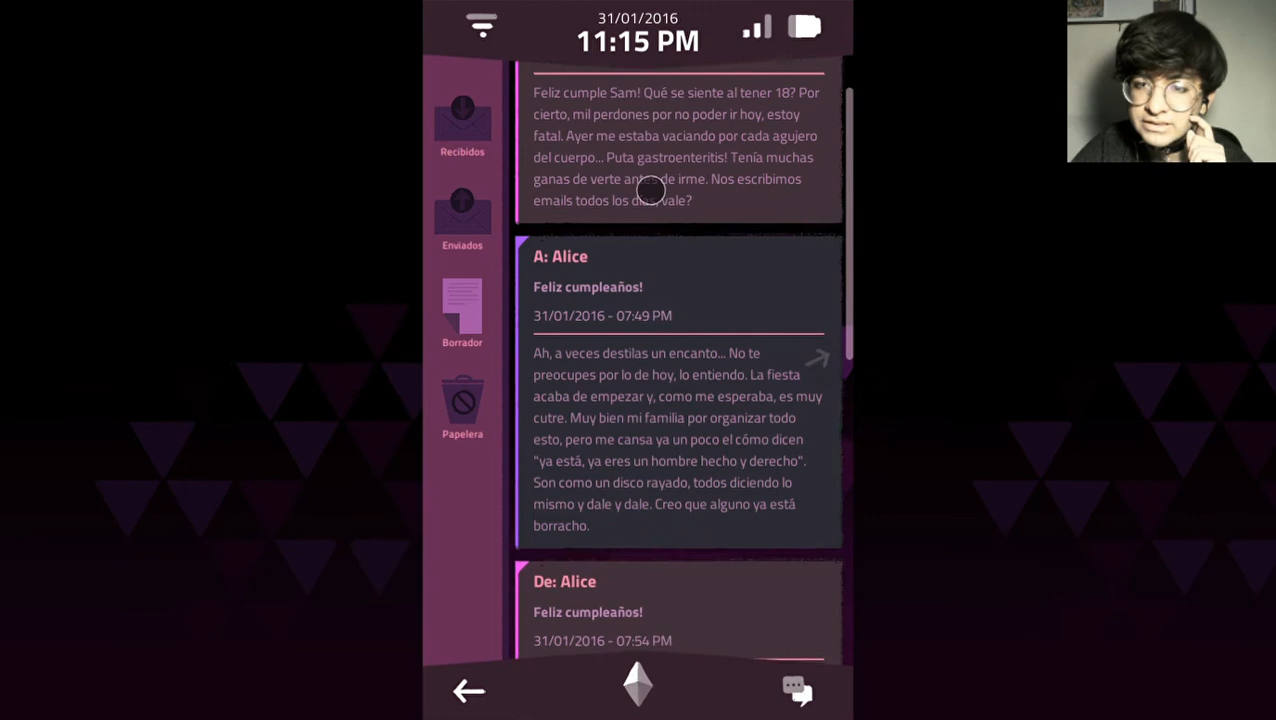 31/01/2016
11:15 PM
Recibidos
Enviados
Borrador
Papelera
Feliz cumple Sam! Qué se siente al tener 18? Por
cierto, mil perdones por no poder ir hoy, estoy
fatal. Ayer me estaba vaciando por cada agujero
del cuerpo... Puta gastroenteritis! Tenía muchas
ganas de verte antes de irme. Nos escribimos
emails todos los días, vale?
A: Alice
Feliz cumpleaños!
31/01/2016 - 07:49 PM
Ah, a veces destilas un encanto... No te
preocupes por lo de hoy, lo entiendo. La fiesta
acaba de empezar y, como me esperaba, es muy
cutre. Muy bien mi familia por organizar todo
esto, pero me cansa ya un poco el cómo dicen
"ya está, ya eres un hombre hecho y derecho".
Son como un disco rayado, todos diciendo lo
mismo y dale y dale. Creo que alguno ya está
borracho.
De: Alice
Feliz cumpleaños!
31/01/2016 - 07:54 PM